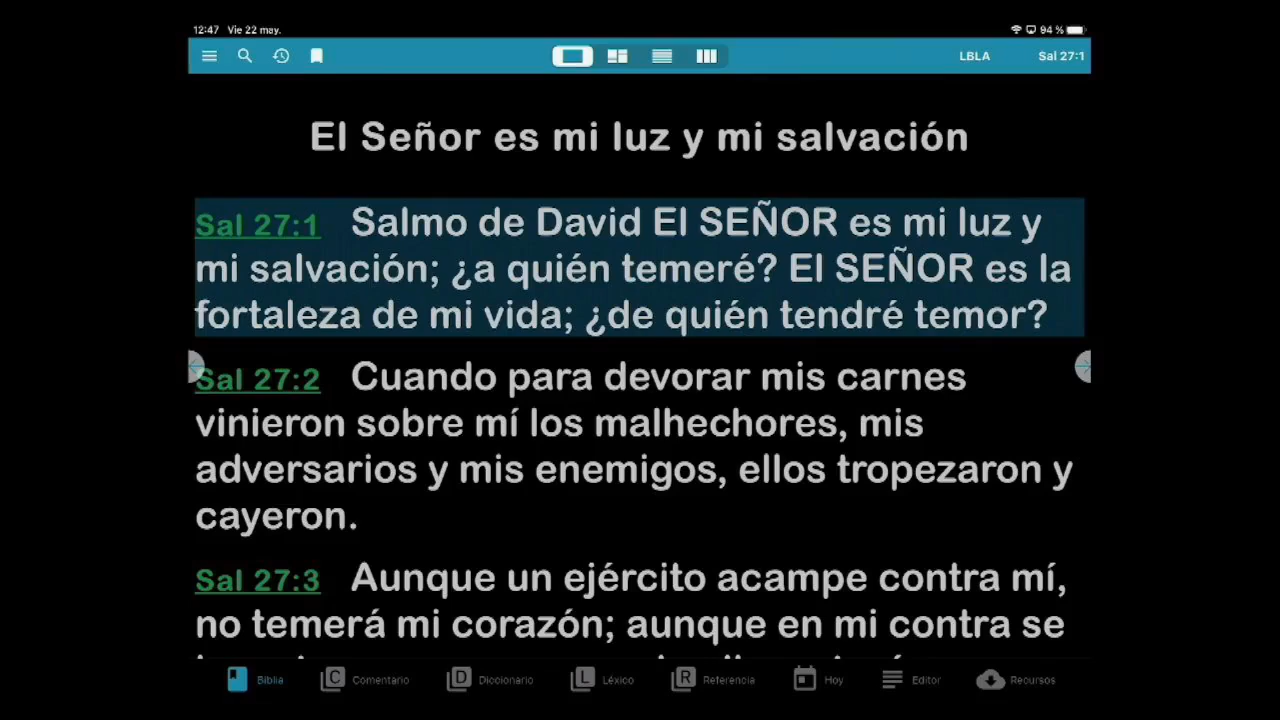 12:47 Vie 22 may. 94 %
LBLA Sal 27:1
El Señor es mi luz y mi salvación
Sal 27:1 Salmo de David El SEÑOR es mi luz y
mi salvación; ¿a quién temeré? El SEÑOR es la
fortaleza de mi vida; ¿de quién tendré temor?
Sal 27:2 Cuando para devorar mis carnes
vinieron sobre mí los malhechores, mis
adversarios y mis enemigos, ellos tropezaron y
cayeron.
Sal 27:3 Aunque un ejército acampe contra mí,
no temerá mi corazón; aunque en mi contra se
Biblia C Comentario D Diccionario L Léxico R Referencia Hoy Editor Recursos